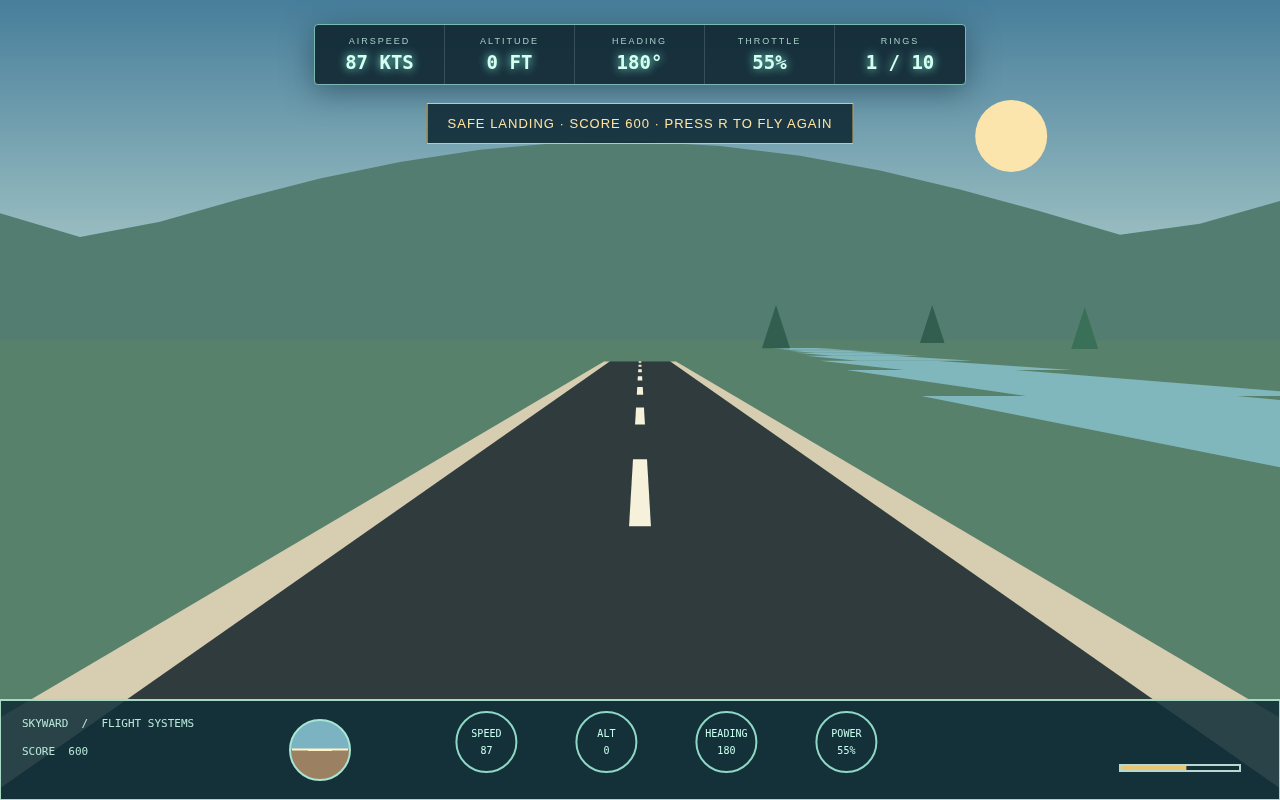 AIRSPEED ALTITUDE HEADING THROTTLE RINGS
87 KTS 0 FT 180° 55% 1 / 10
SAFE LANDING · SCORE 600 · PRESS R TO FLY AGAIN
SKYWARD / FLIGHT SYSTEMS
SCORE 600
SPEED ALT HEADING POWER
87 0 180 55%